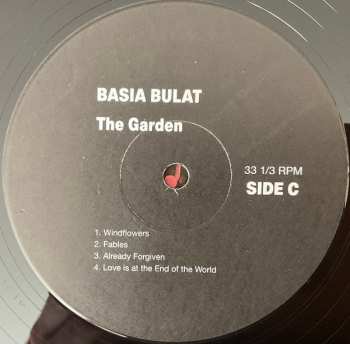 BASIA BULAT
The Garden
33 1/3 RPM
SIDE C
1. Windflowers
2. Fables
3. Already Forgiven
4. Love is at the End of the World